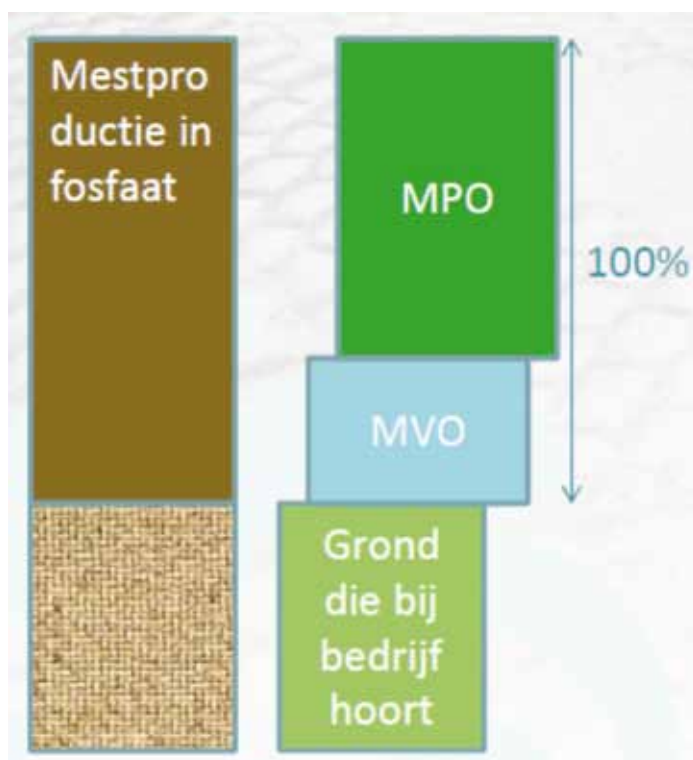 Mestpro
ductie in
fosfaat
MPO
100%
MVO
Grond
die bij
bedrijf
hoort